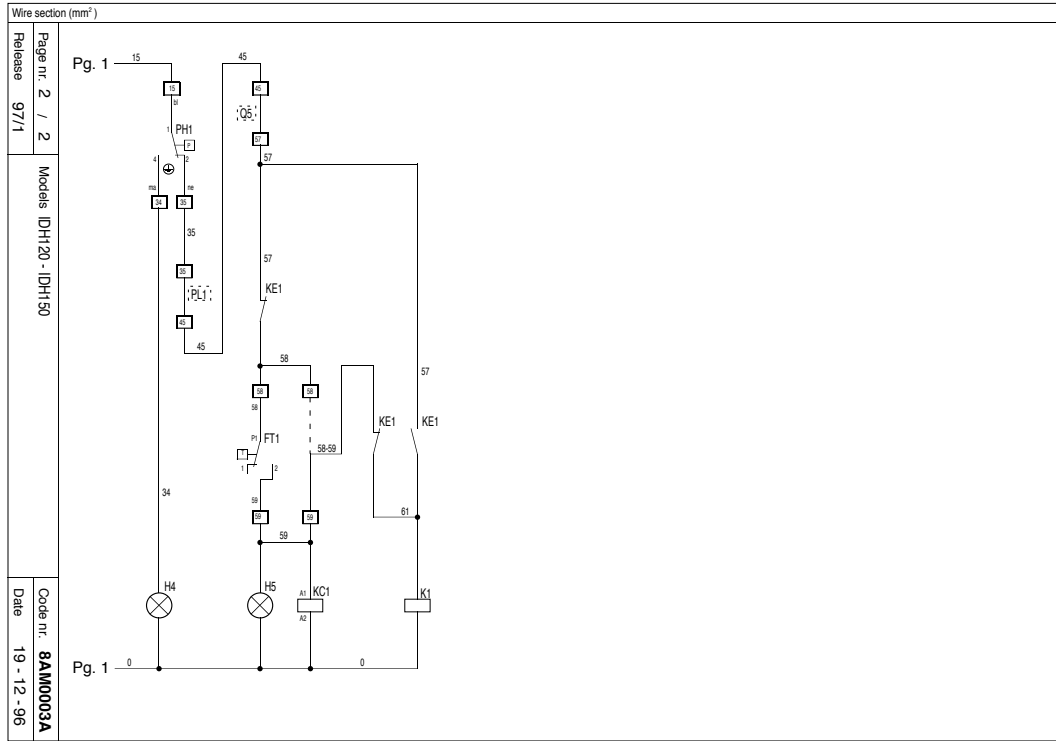 Wire section (mm²)
Page nr. 2 / 2
Release 97/1
Models IDH120 - IDH150
Code nr. 8AM0003A
Date 19 - 12 - 96
Pg. 1
15
45
15
45
bl
Q5
1
PH1
P
57
4
2
57
ma
ne
34
35
35
57
35
PL1
KE1
45
45
58
57
58
58
58
KE1
KE1
P1
FT1
58-59
T
1
2
34
59
59
59
61
59
H4
H5
A1
KC1
K1
A2
Pg. 1
0
0